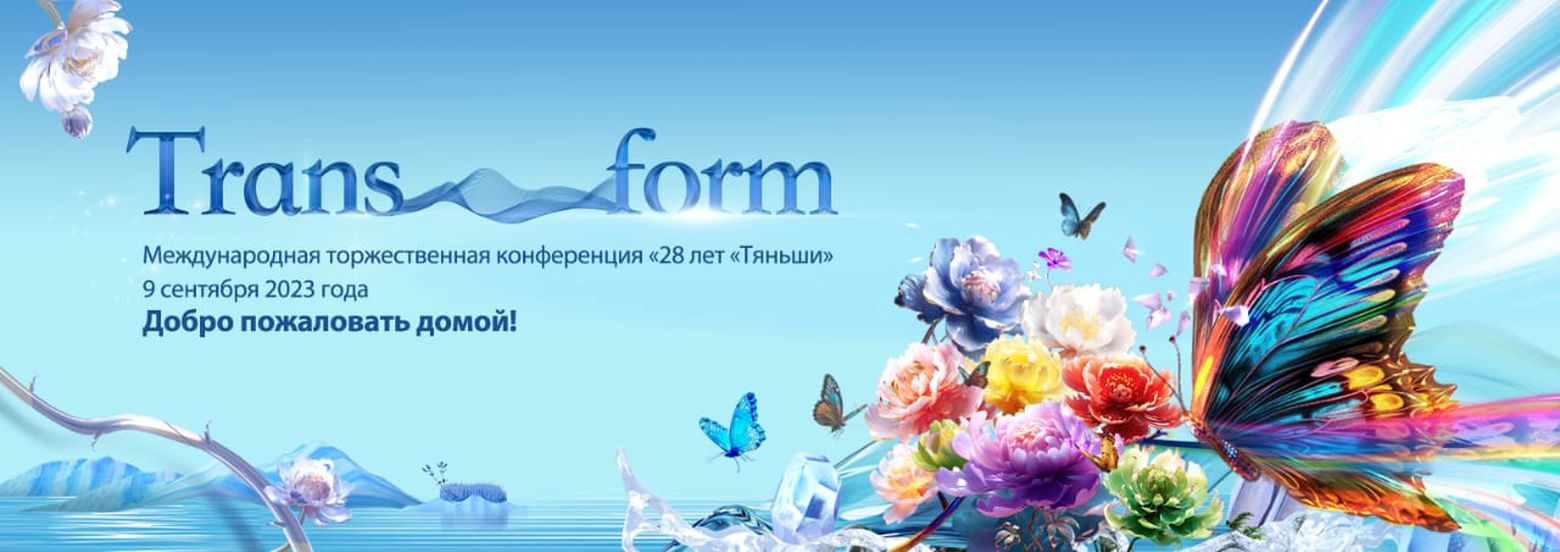 Trans form
Международная торжественная конференция «28 лет «Тяньши»
9 сентября 2023 года
Добро пожаловать домой!